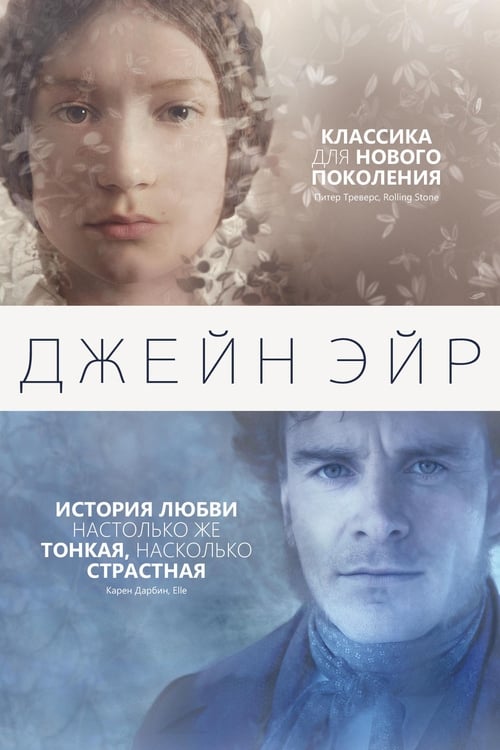 КЛАССИКА
ДЛЯ НОВОГО
ПОКОЛЕНИЯ
Питер Треверс, Rolling Stone
ДЖЕЙН ЭЙР
ИСТОРИЯ ЛЮБВИ
НАСТОЛЬКО ЖЕ
ТОНКАЯ, НАСКОЛЬКО
СТРАСТНАЯ
Карен Дарбин, Elle